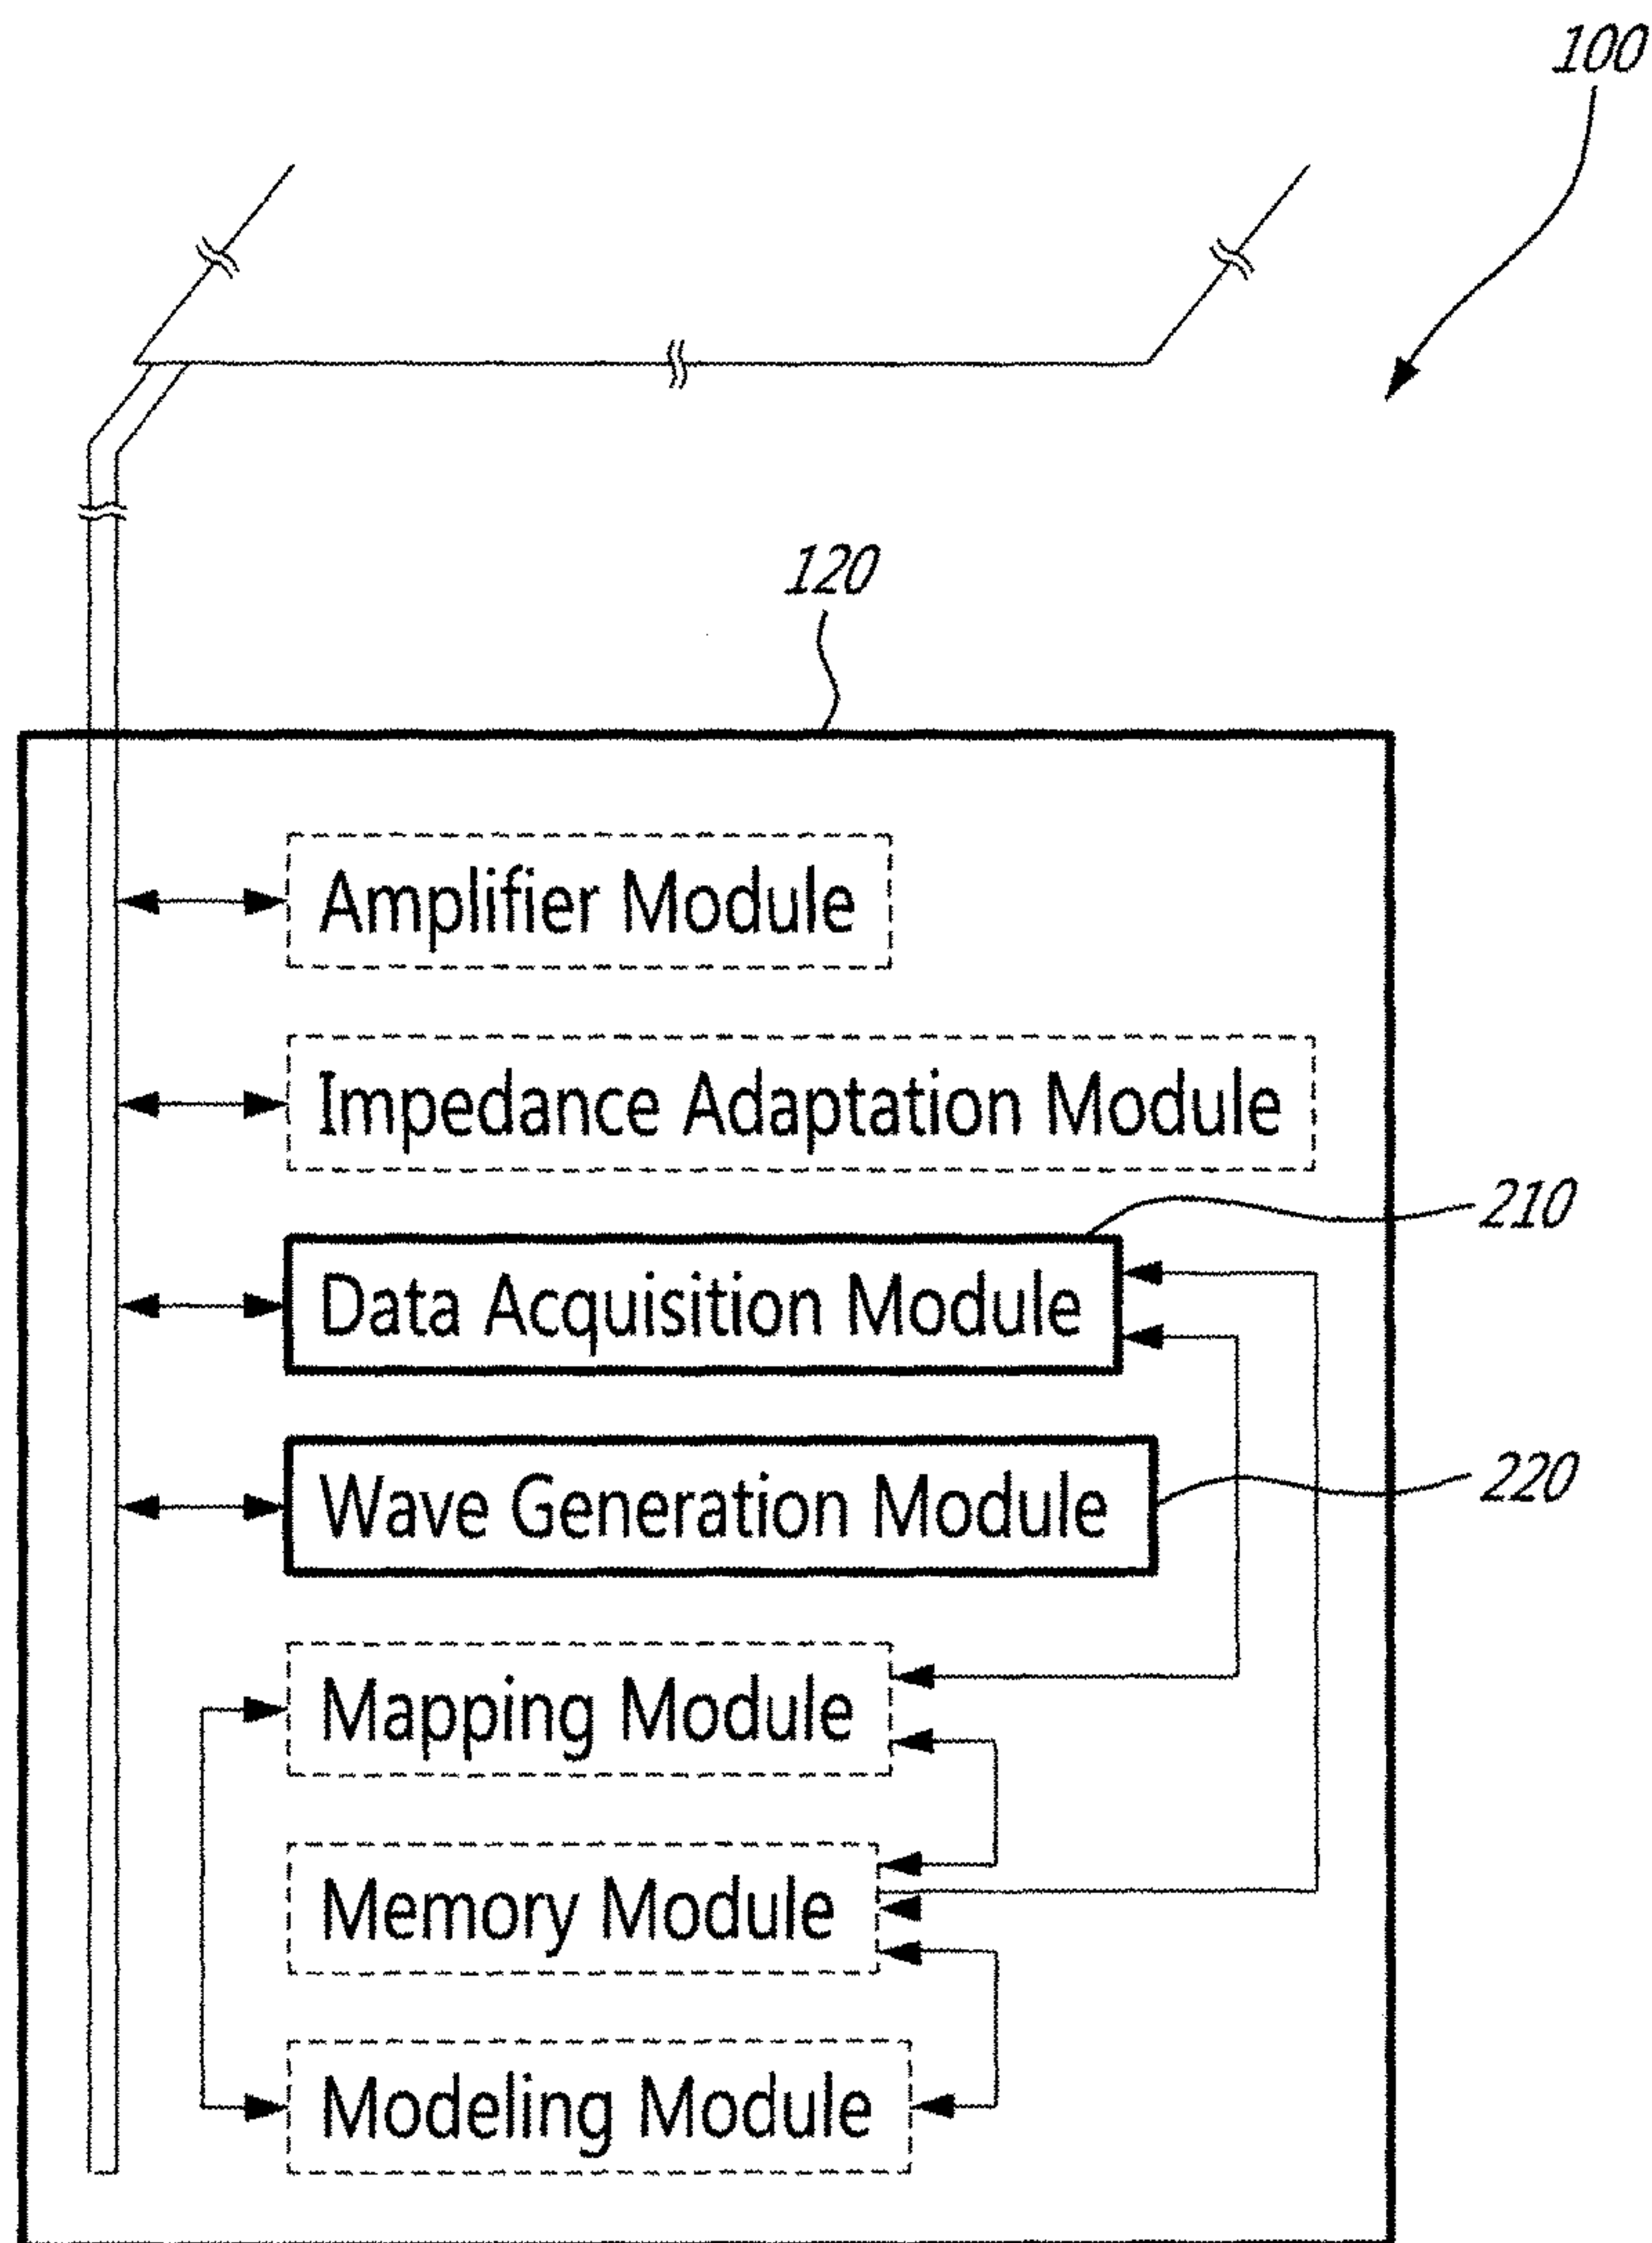 100
120
Amplifier Module
Impedance Adaptation Module
210
Data Acquisition Module
220
Wave Generation Module
Mapping Module
Memory Module
Modeling Module